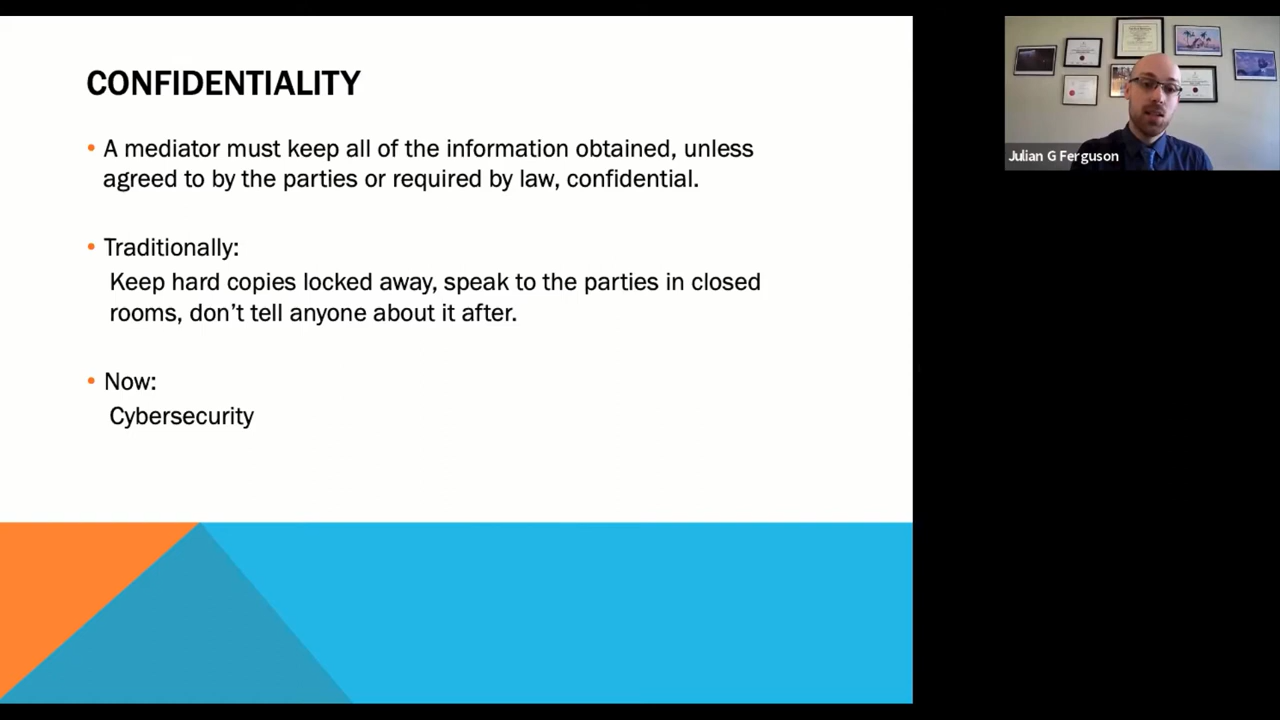 CONFIDENTIALITY
• A mediator must keep all of the information obtained, unless
agreed to by the parties or required by law, confidential.
• Traditionally:
Keep hard copies locked away, speak to the parties in closed
rooms, don’t tell anyone about it after.
• Now:
Cybersecurity
Julian G Ferguson